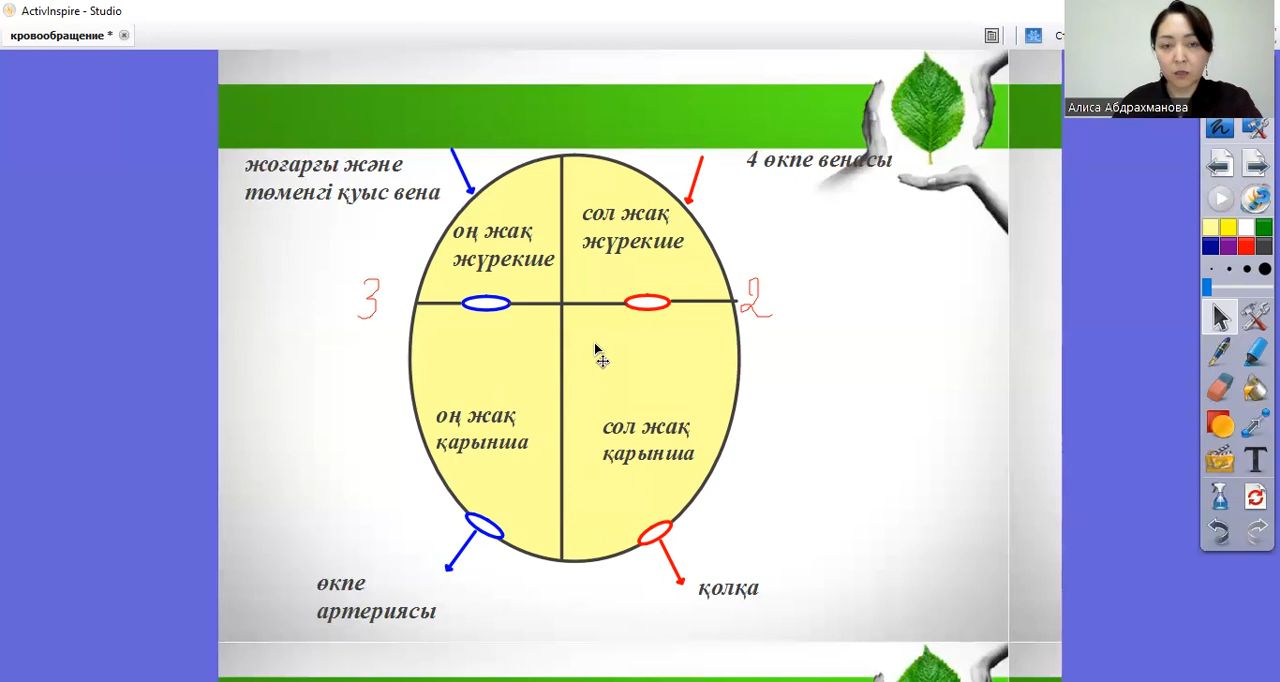 ActivInspire - Studio
кровообращение *
Алиса Абдрахманова
жоғарғы және
төменгі қуыс вена
4 өкпе венасы
оң жақ
жүрекше
сол жақ
жүрекше
3
2
оң жақ
қарынша
сол жақ
қарынша
өкпе
артериясы
қолқа